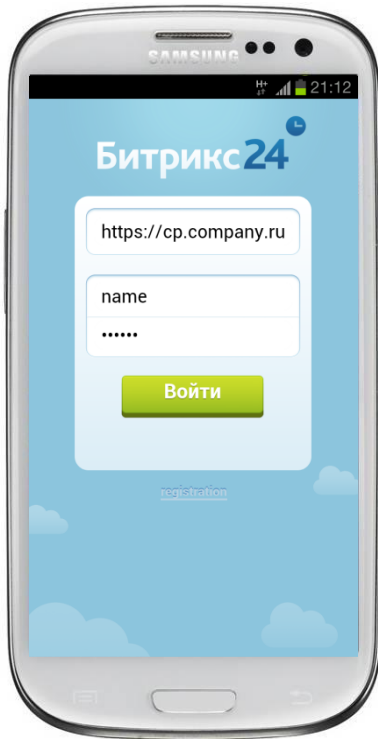 SAMSUNG
H+ 21:12
Битрикс24
https://cp.company.ru
name
••••••
Войти
registration